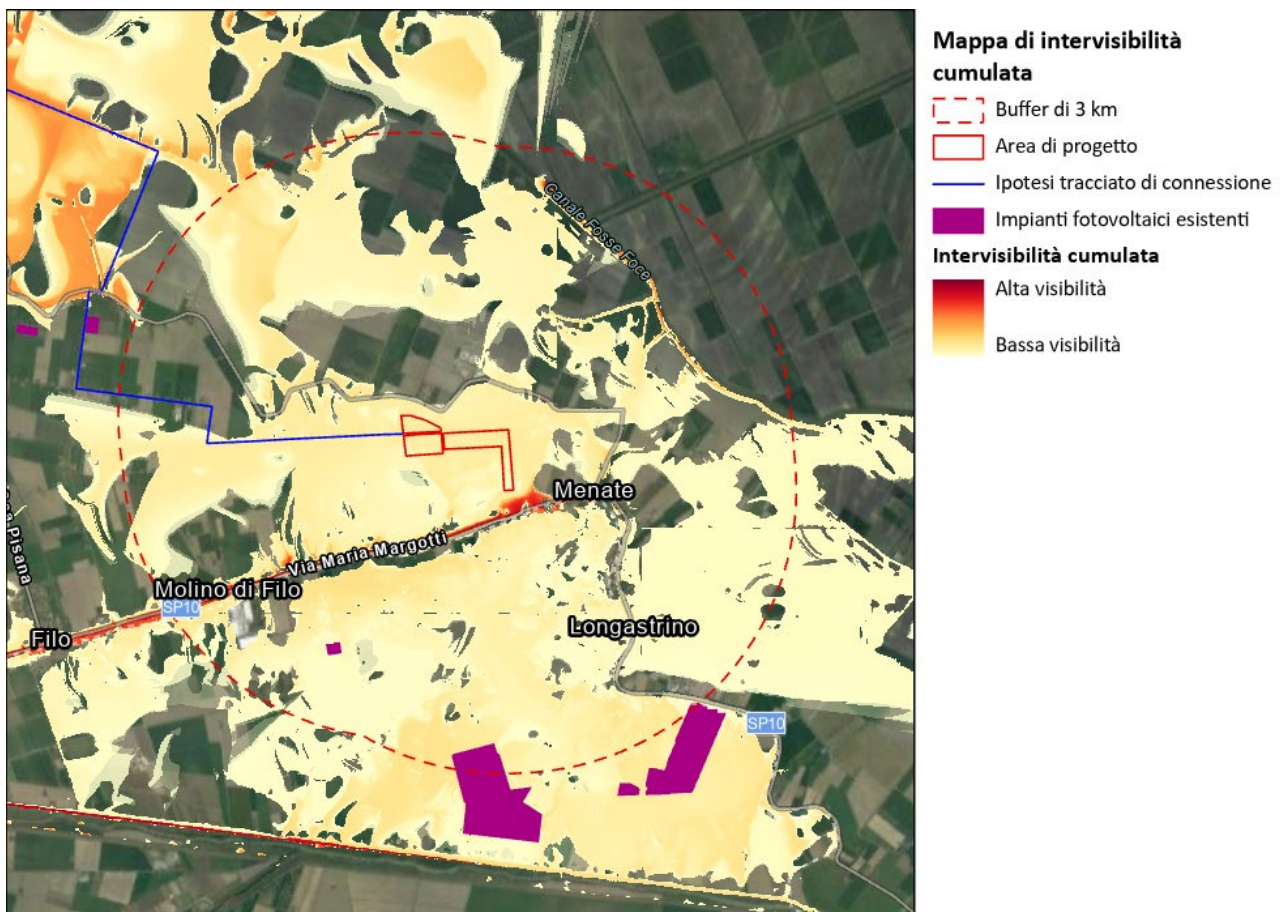 Mappa di intervisibilità
cumulata
Buffer di 3 km
Area di progetto
Ipotesi tracciato di connessione
Impianti fotovoltaici esistenti
Intervisibilità cumulata
Alta visibilità
Bassa visibilità
Canale Fosse Foce
Menate
Via Maria Margotti
Pisana
Molino di Filo
SP10
Filo
Longastrino
SP10